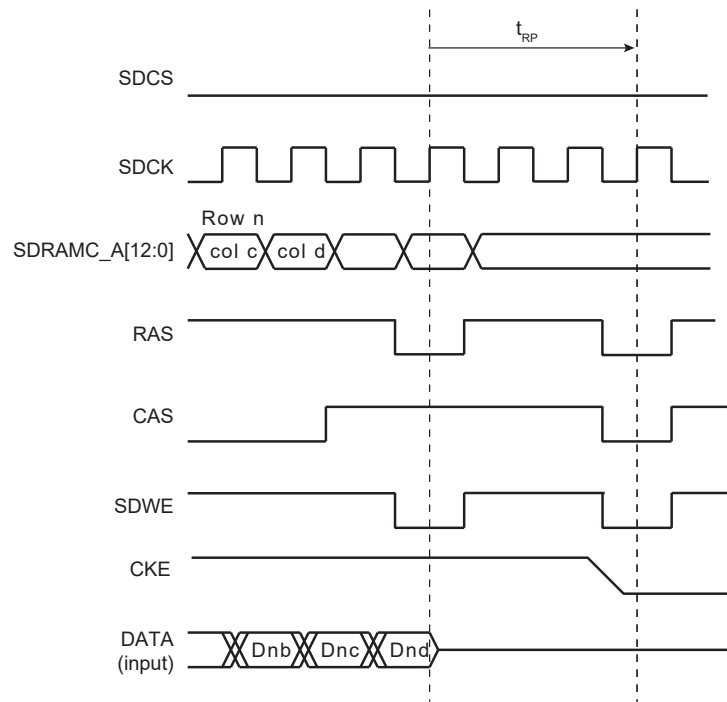 t_RP
SDCS
SDCK
Row n
SDRAMC_A[12:0]
col c
col d
RAS
CAS
SDWE
CKE
DATA
(input)
Dnb
Dnc
Dnd